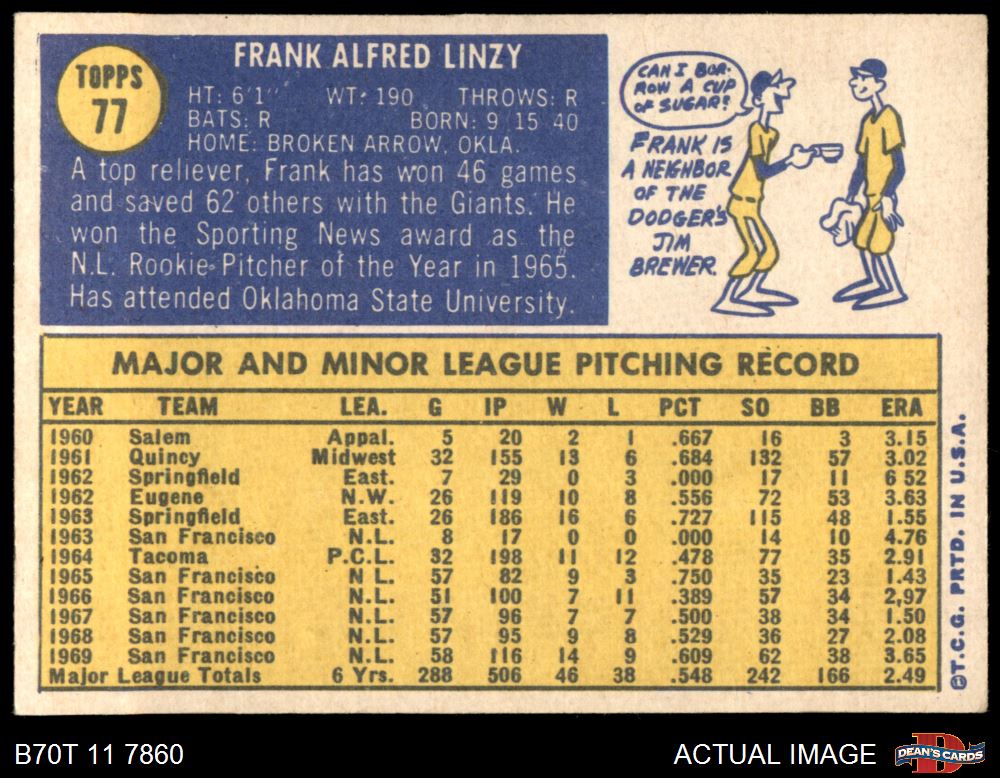 TOPPS
77
FRANK ALFRED LINZY
HT: 6'1" WT: 190 THROWS: R
BATS: R BORN: 9 15 40
HOME: BROKEN ARROW, OKLA.
A top reliever, Frank has won 46 games
and saved 62 others with the Giants. He
won the Sporting News award as the
N.L. Rookie-Pitcher of the Year in 1965.
Has attended Oklahoma State University.
CAN I BOR-
ROW A CUP
OF SUGAR?
FRANK IS
A NEIGHBOR
OF THE
DODGER'S
JIM
BREWER.
MAJOR AND MINOR LEAGUE PITCHING RECORD
YEAR TEAM LEA. G IP W L PCT SO BB ERA
1960 Salem Appal. 5 20 2 1 .667 16 3 3.15
1961 Quincy Midwest 32 155 13 6 .684 132 57 3.02
1962 Springfield East. 7 29 0 3 .000 17 11 6 52
1962 Eugene N.W. 26 119 10 8 .556 72 53 3.63
1963 Springfield East. 26 186 16 6 .727 115 48 1.55
1963 San Francisco N.L. 8 17 0 0 .000 14 10 4.76
1964 Tacoma P.C.L. 32 198 11 12 .478 77 35 2.91
1965 San Francisco N L. 57 82 9 3 .750 35 23 1.43
1966 San Francisco N.L. 51 100 7 11 .389 57 34 2,97
1967 San Francisco N.L. 57 96 7 7 .500 38 34 1.50
1968 San Francisco N.L. 57 95 9 8 .529 36 27 2.08
1969 San Francisco N.L. 58 116 14 9 .609 62 38 3.65
Major League Totals 6 Yrs. 288 506 46 38 .548 242 166 2.49
©T.C.G. PRTD. IN U.S.A.
B70T 11 7860
ACTUAL IMAGE
DEAN'S CARDS